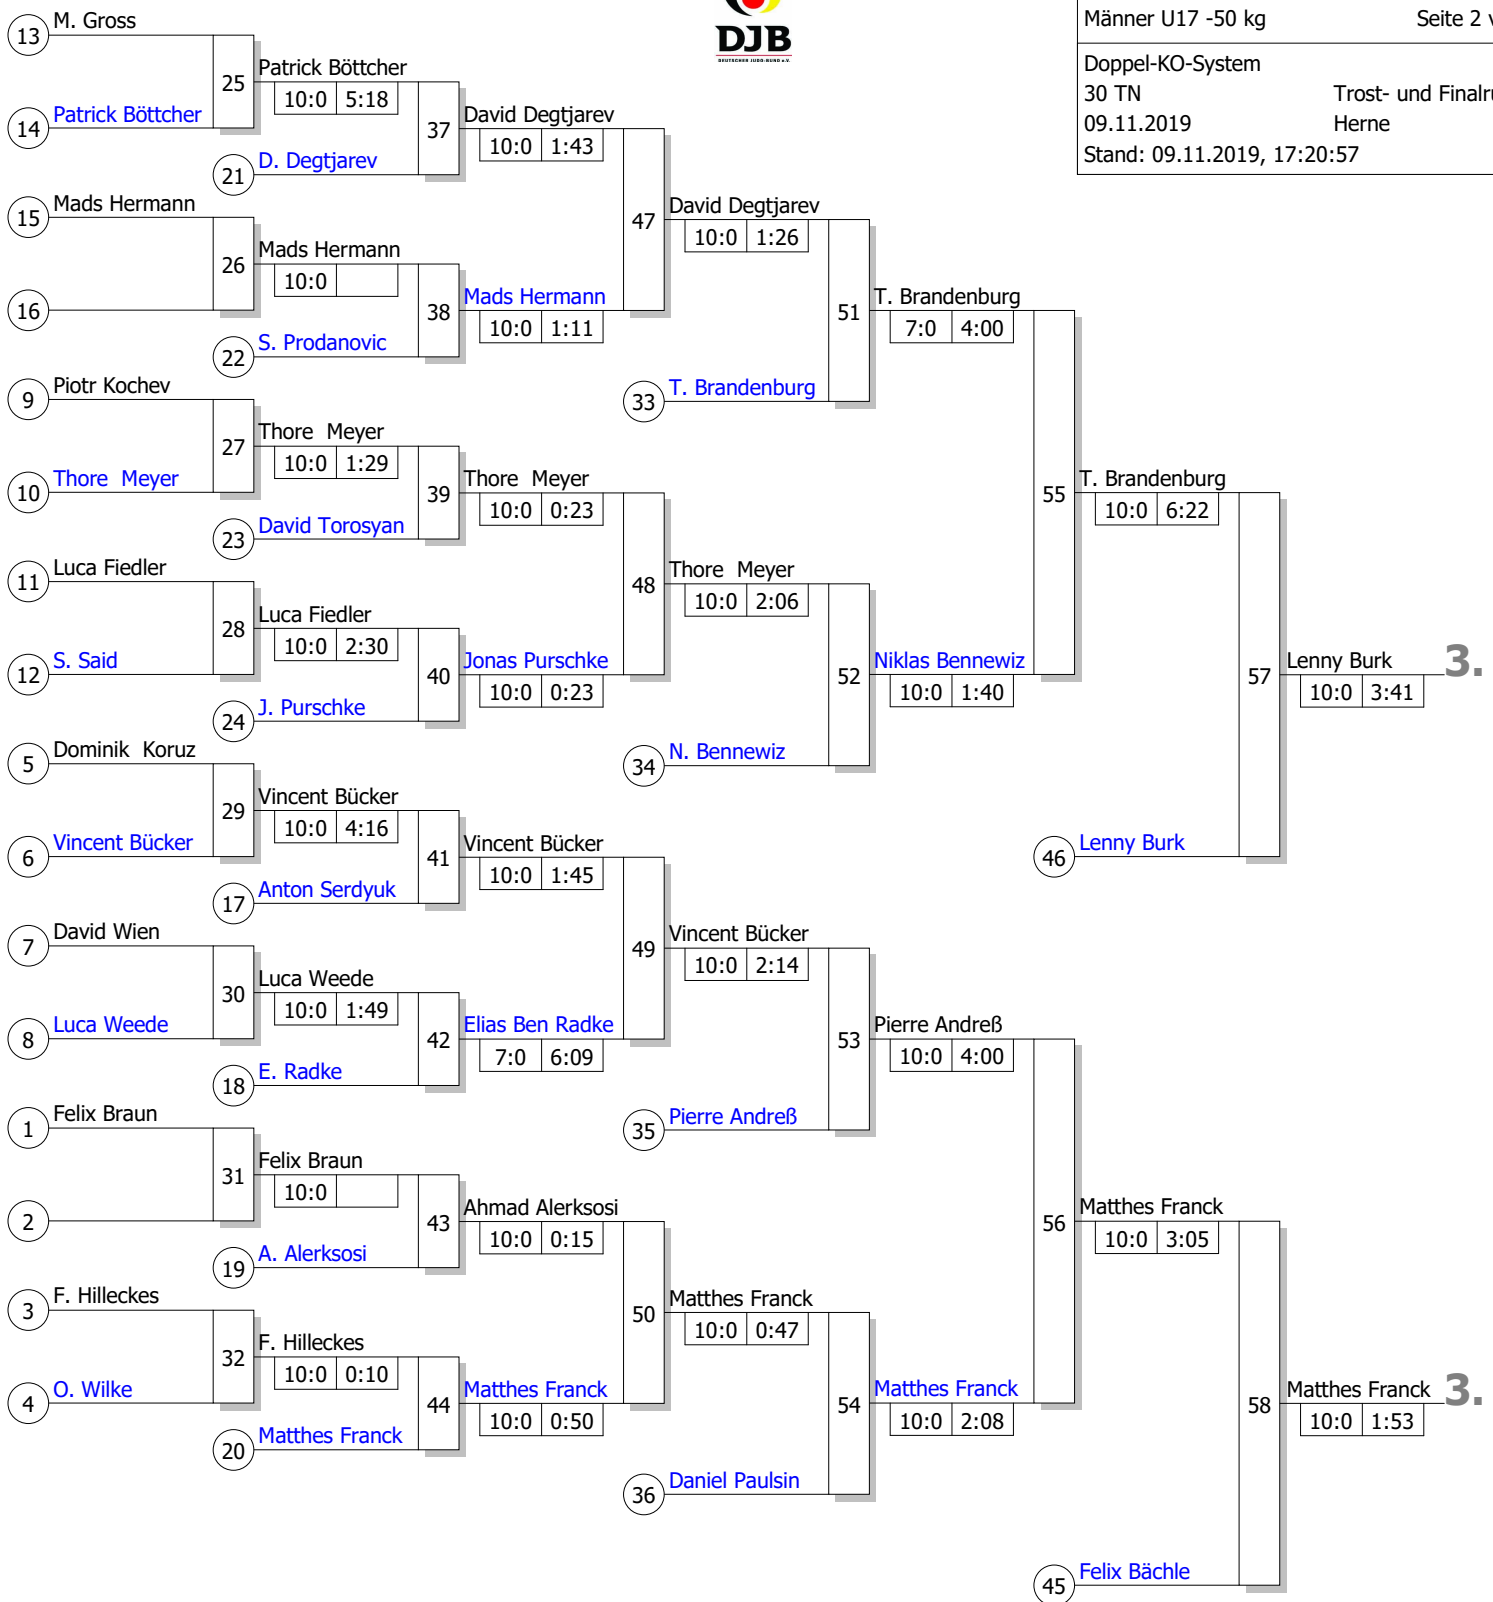 DJB
DEUTSCHER JUDO-BUND e.V.
Männer U17 -50 kg Seite 2 v
Doppel-KO-System
30 TN Trost- und Finalru
09.11.2019 Herne
Stand: 09.11.2019, 17:20:57
13 M. Gross
25
14 Patrick Böttcher
Patrick Böttcher
10:0 5:18
37
21 D. Degtjarev
David Degtjarev
10:0 1:43
15 Mads Hermann
26
16
Mads Hermann
10:0
38
22 S. Prodanovic
Mads Hermann
10:0 1:11
47
David Degtjarev
10:0 1:26
51
33 T. Brandenburg
T. Brandenburg
7:0 4:00
9 Piotr Kochev
27
10 Thore Meyer
Thore Meyer
10:0 1:29
39
23 David Torosyan
Thore Meyer
10:0 0:23
11 Luca Fiedler
28
12 S. Said
Luca Fiedler
10:0 2:30
40
24 J. Purschke
Jonas Purschke
10:0 0:23
48
Thore Meyer
10:0 2:06
52
34 N. Bennewiz
Niklas Bennewiz
10:0 1:40
55
T. Brandenburg
10:0 6:22
57
46 Lenny Burk
Lenny Burk 3.
10:0 3:41
5 Dominik Koruz
29
6 Vincent Bücker
Vincent Bücker
10:0 4:16
41
17 Anton Serdyuk
Vincent Bücker
10:0 1:45
7 David Wien
30
8 Luca Weede
Luca Weede
10:0 1:49
42
18 E. Radke
Elias Ben Radke
7:0 6:09
49
Vincent Bücker
10:0 2:14
53
35 Pierre Andreß
Pierre Andreß
10:0 4:00
1 Felix Braun
31
2
Felix Braun
10:0
43
19 A. Alerksosi
Ahmad Alerksosi
10:0 0:15
3 F. Hilleckes
32
4 O. Wilke
F. Hilleckes
10:0 0:10
44
20 Matthes Franck
Matthes Franck
10:0 0:50
50
Matthes Franck
10:0 0:47
54
36 Daniel Paulsin
Matthes Franck
10:0 2:08
56
Matthes Franck
10:0 3:05
58
45 Felix Bächle
Matthes Franck 3.
10:0 1:53